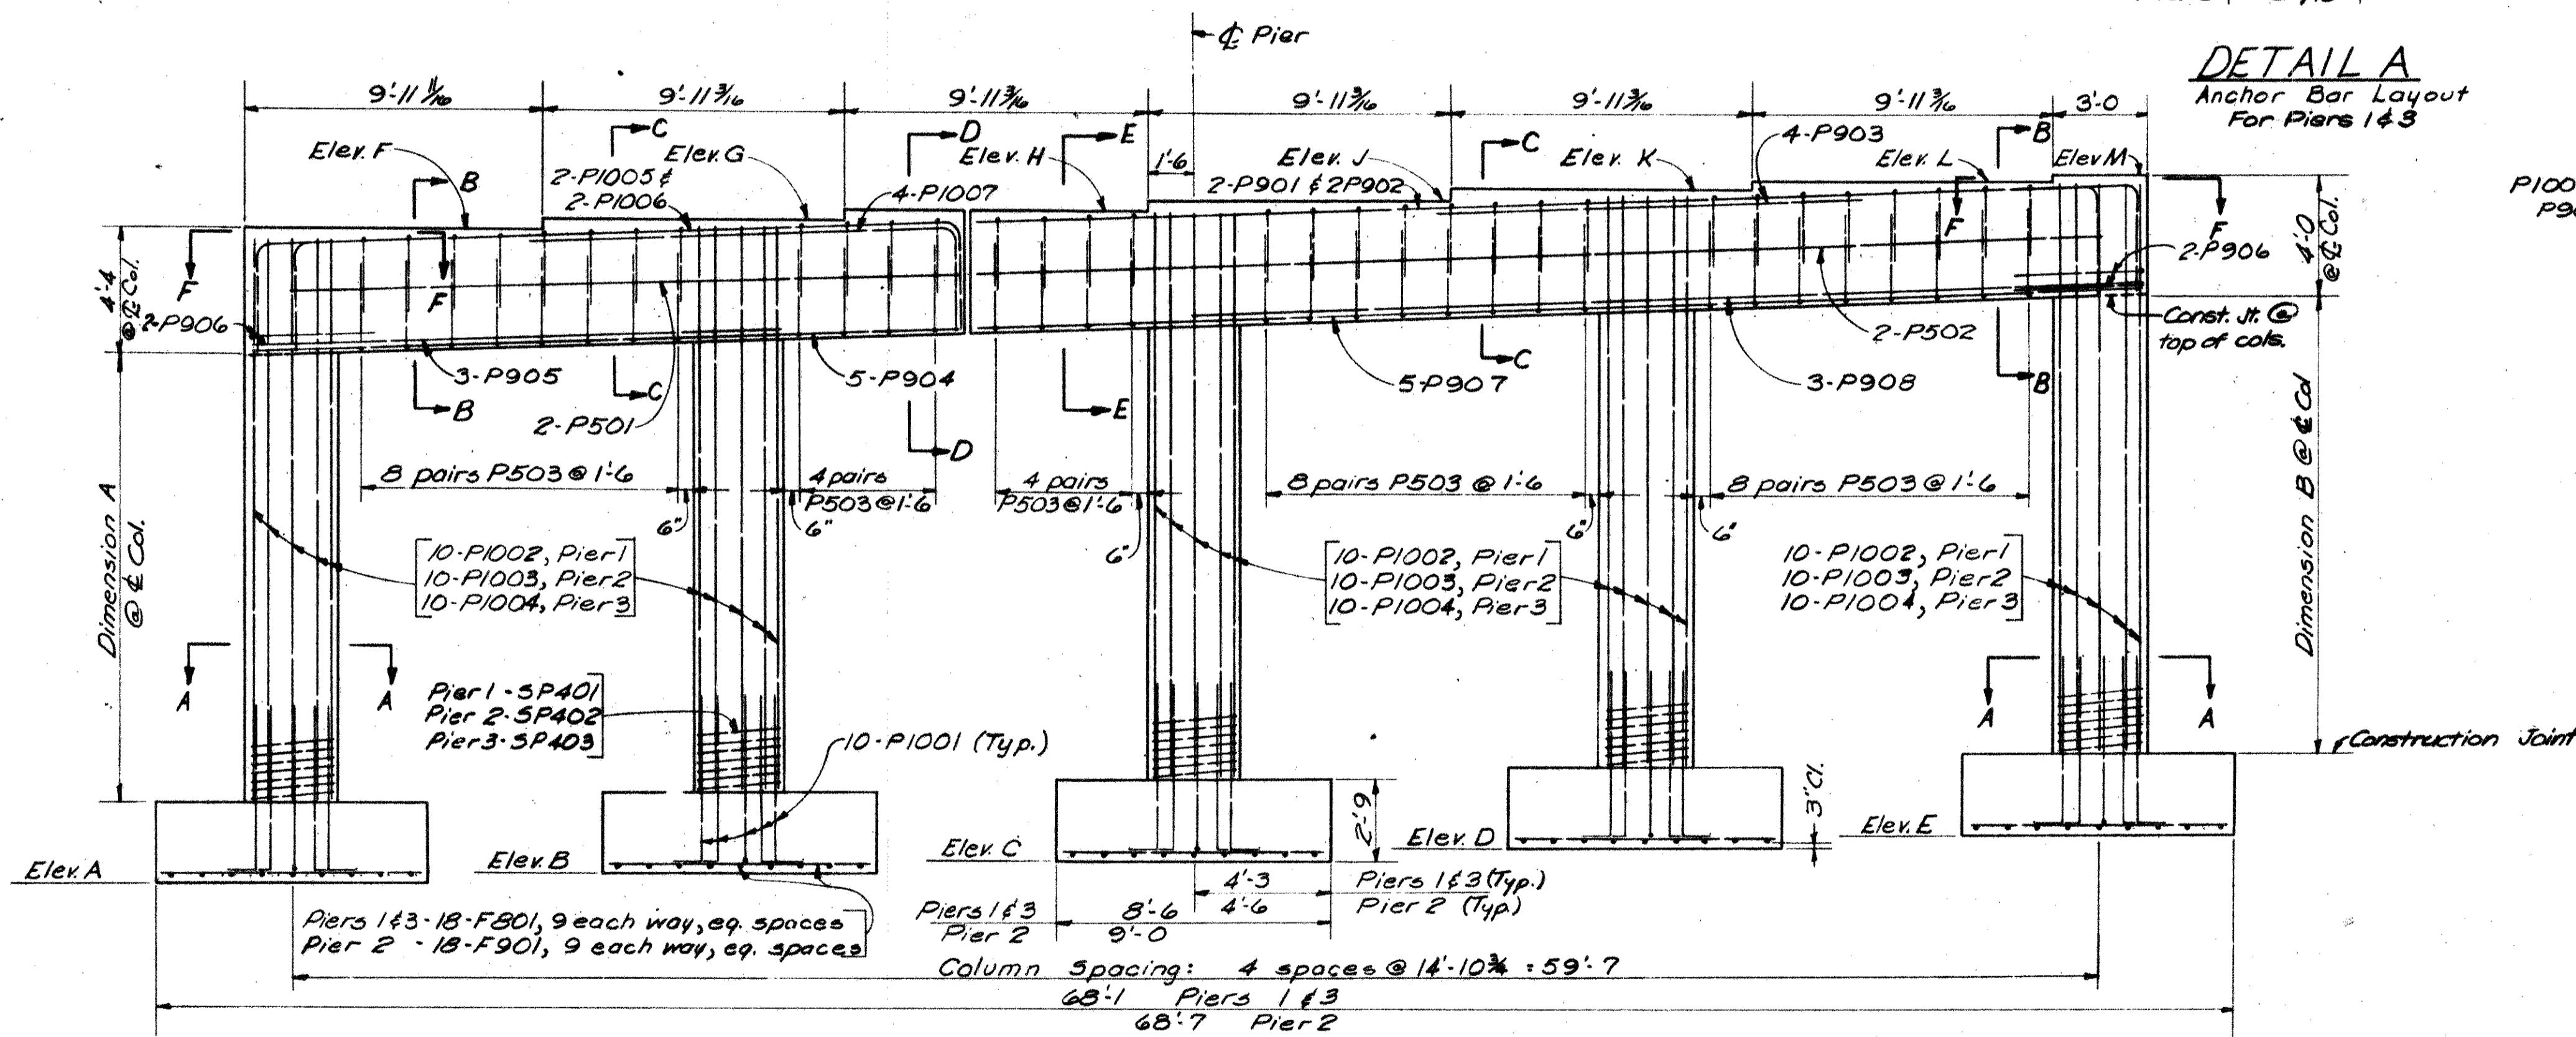 ℄ Pier
DETAIL A
Anchor Bar Layout
For Piers 1 & 3
9'-11 11/16
9'-11 3/16
9'-11 3/16
9'-11 3/16
9'-11 3/16
9'-11 3/16
3'-0
C
D
E
C
B
B
Elev. F
2-P1005 &
2-P1006
Elev. G
4-P1007
Elev. H
1'-6
Elev. J
2-P901 & 2P902
Elev. K
4-P903
Elev. L
Elev M
F
F
F
F
4'-4
@ ℄ Col.
4'-0
@ ℄ Col.
2-P906
2-P906
Const. Jt. @
top of cols.
3-P905
5-P904
5-P907
3-P908
2-P502
2-P501
B
C
D
E
C
B
8 pairs P503 @ 1'-6
4 pairs
P503@1'-6
4 pairs
P503@1'-6
8 pairs P503 @ 1'-6
8 pairs P503 @ 1'-6
6"
6"
6"
6"
6"
Dimension A
@ ℄ Col.
Dimension B @ ℄ Col
10-P1002, Pier 1
10-P1003, Pier 2
10-P1004, Pier 3
10-P1002, Pier 1
10-P1003, Pier 2
10-P1004, Pier 3
10-P1002, Pier 1
10-P1003, Pier 2
10-P1004, Pier 3
A
A
A
A
Pier 1 - SP401
Pier 2 - SP402
Pier 3 - SP403
10-P1001 (Typ.)
Construction Joint
2'-9
3" Cl.
Elev. A
Elev. B
Elev. C
Elev. D
Elev. E
4'-3
Piers 1 & 3 (Typ.)
4'-6
Pier 2 (Typ.)
Piers 1 & 3
8'-6
Pier 2
9'-0
Piers 1 & 3 - 18-F801, 9 each way, eq. spaces
Pier 2 - 18-F901, 9 each way, eq. spaces
Column Spacing: 4 spaces @ 14'-10 3/4 = 59'-7
68'-1 Piers 1 & 3
68'-7 Pier 2